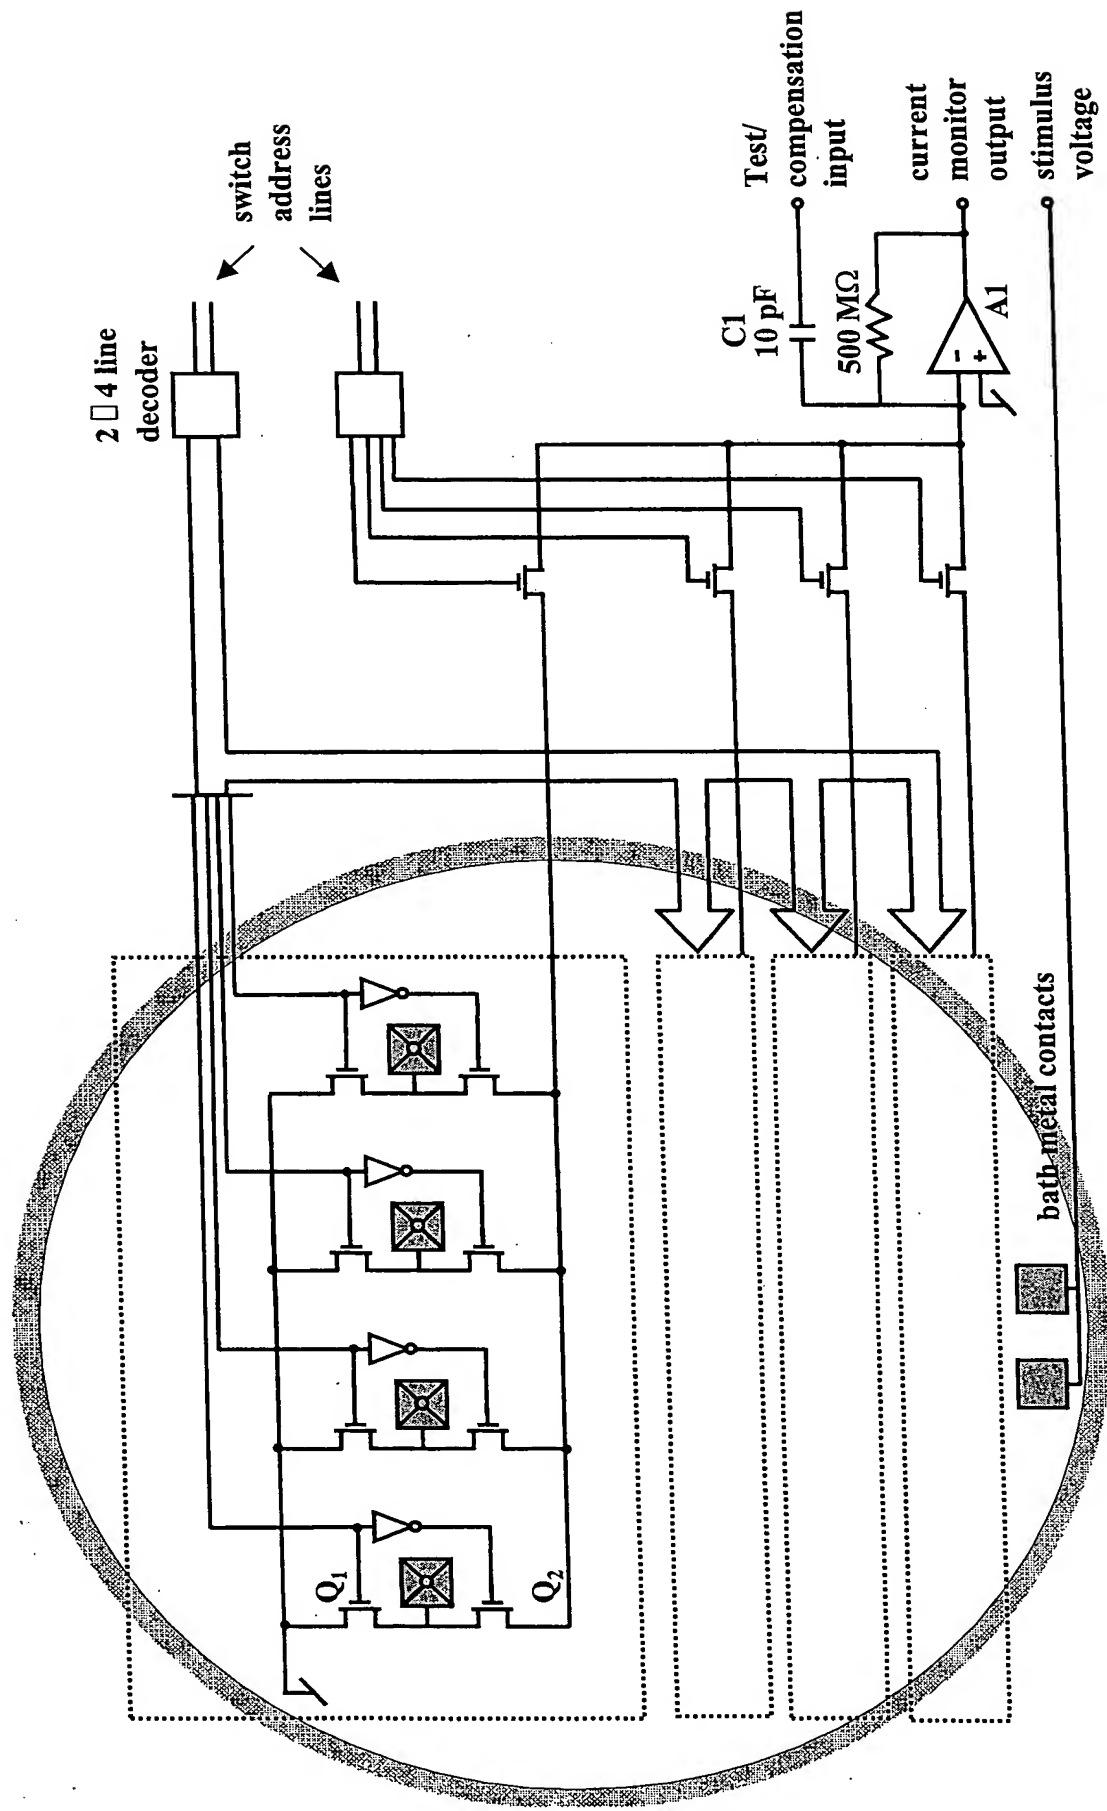 2 □ 4 line
decoder
switch
address
lines
Test/
compensation
input
C1
10 pF
500 MΩ
current
monitor
output
A1
-
+
stimulus
voltage
bath metal contacts
Q₁
Q₂